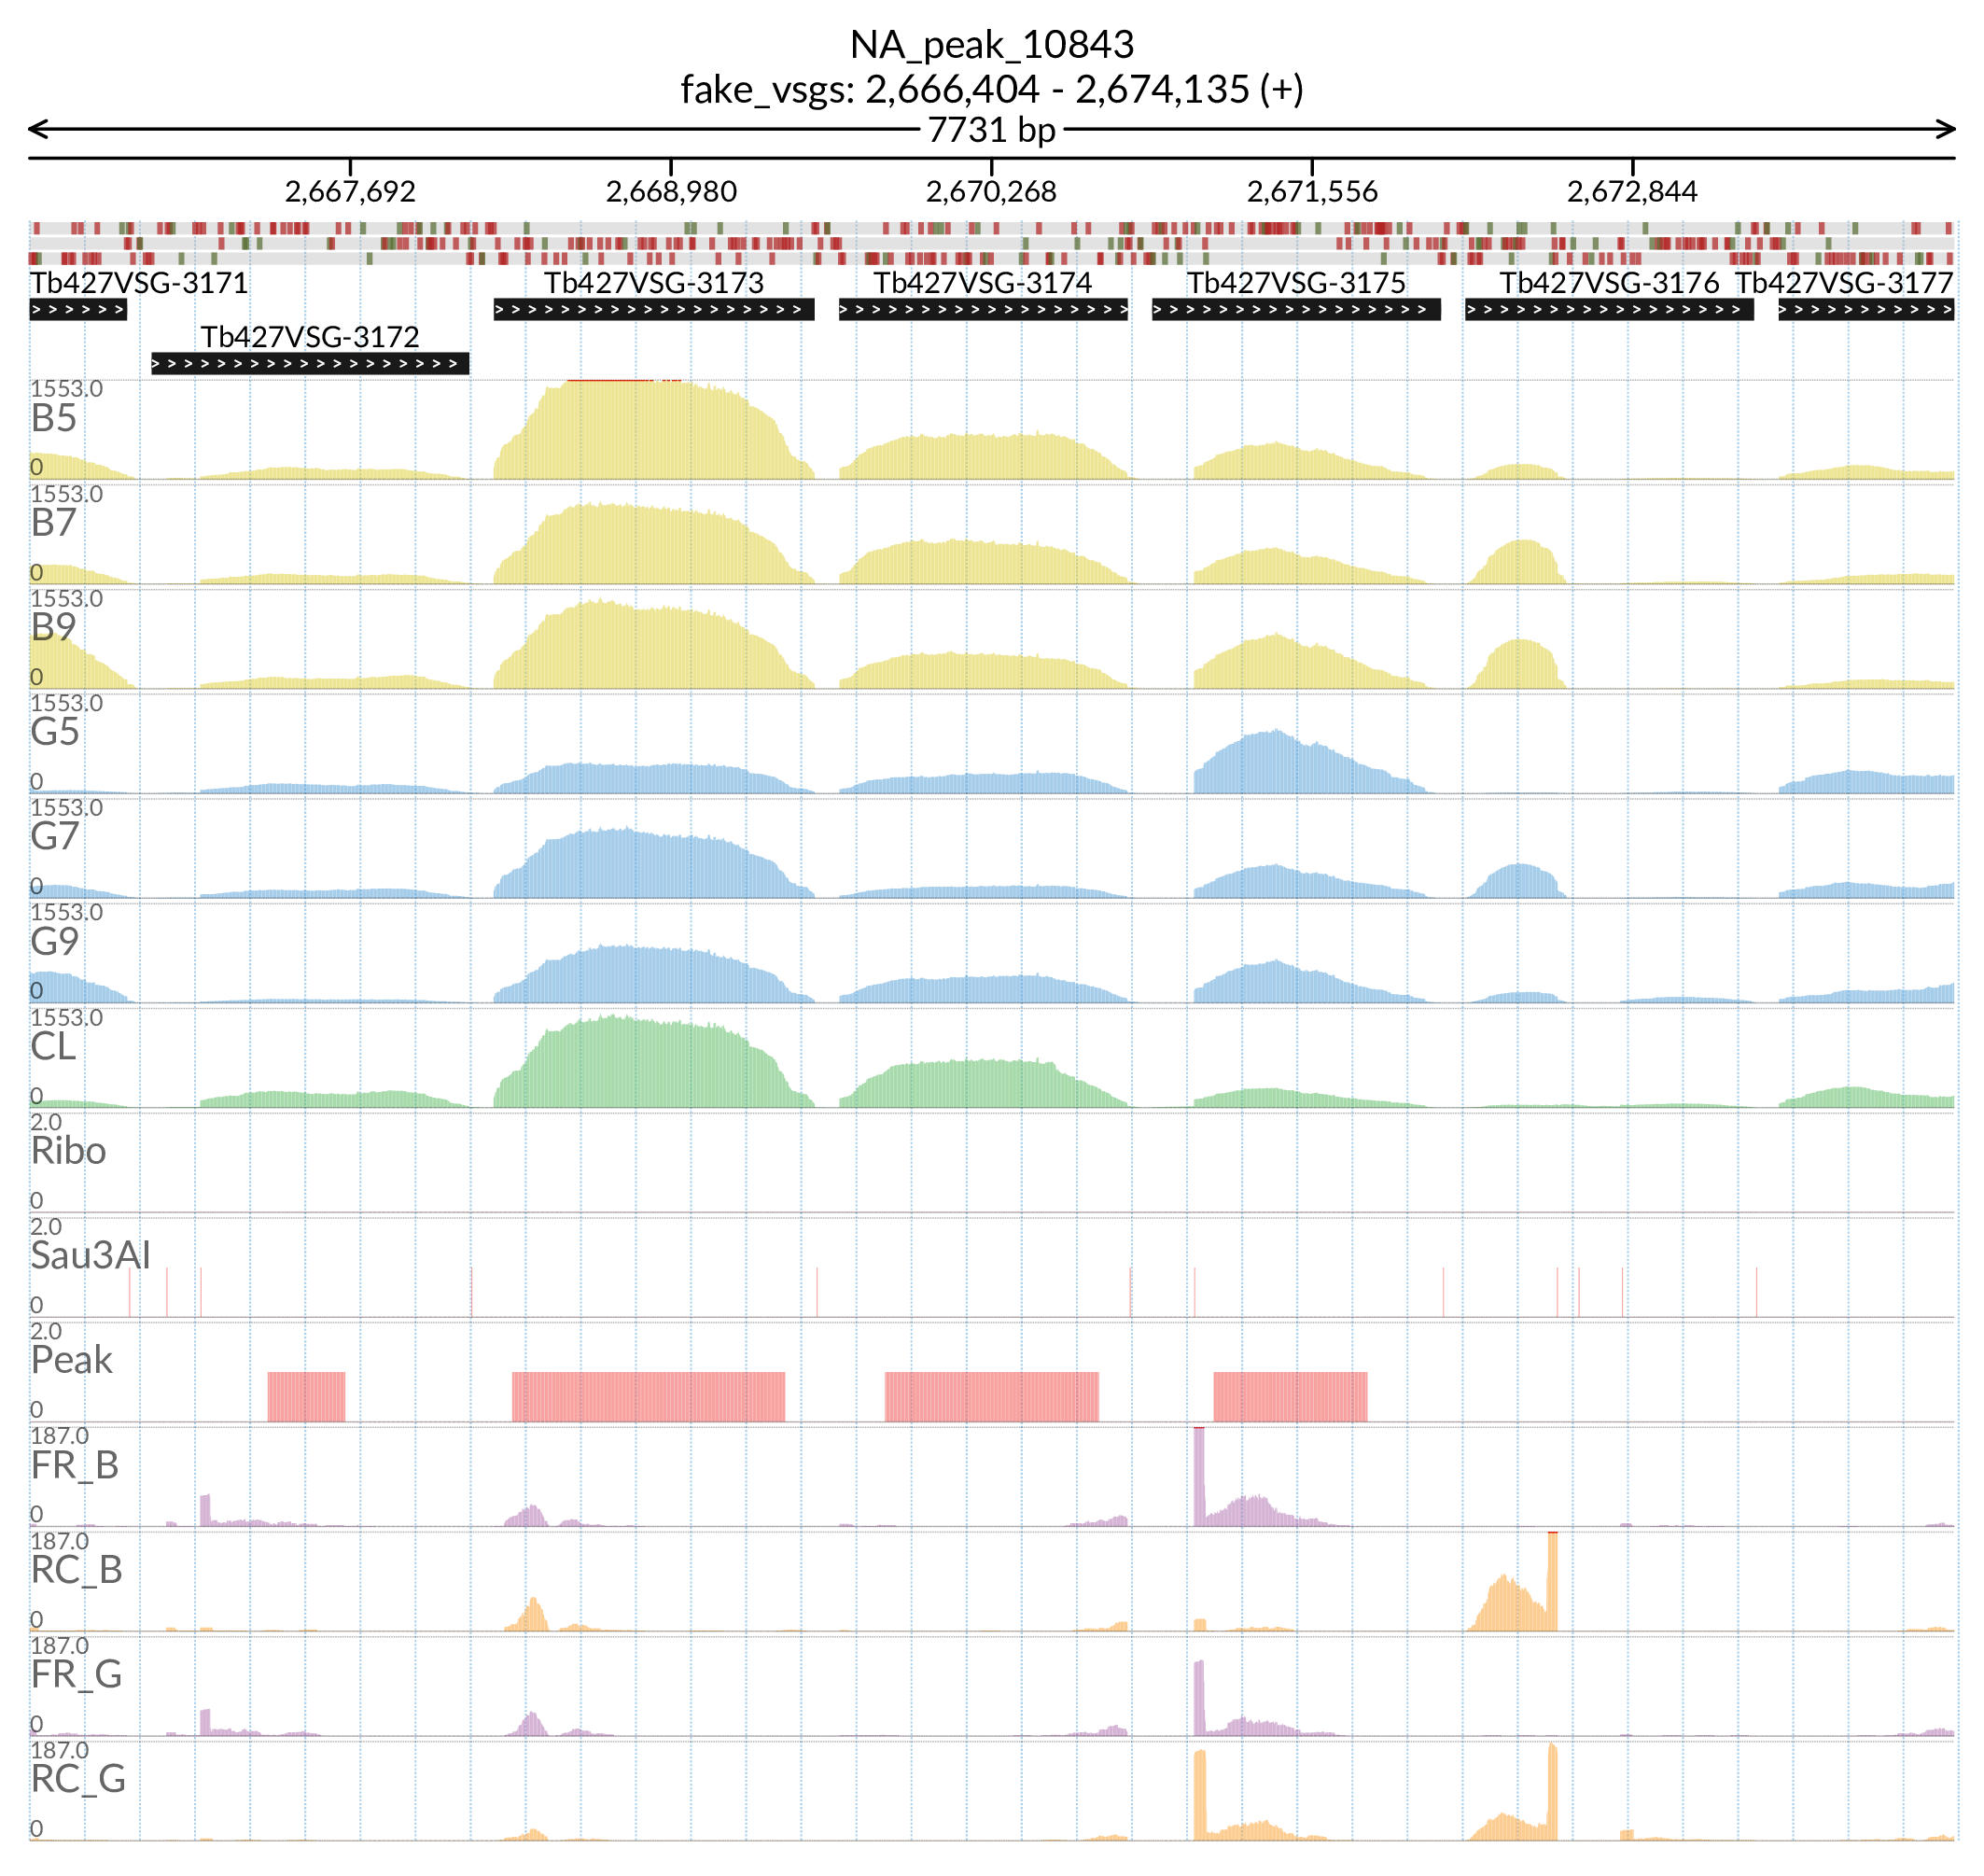 NA_peak_10843
fake_vsgs: 2,666,404 - 2,674,135 (+)
7731 bp
2,667,692 2,668,980 2,670,268 2,671,556 2,672,844
Tb427VSG-3171 Tb427VSG-3173 Tb427VSG-3174 Tb427VSG-3175 Tb427VSG-3176 Tb427VSG-3177
Tb427VSG-3172
1553.0
B5
0
1553.0
B7
0
1553.0
B9
0
1553.0
G5
0
1553.0
G7
0
1553.0
G9
0
1553.0
CL
0
2.0
Ribo
0
2.0
Sau3AI
0
2.0
Peak
0
187.0
FR_B
0
187.0
RC_B
0
187.0
FR_G
0
187.0
RC_G
0